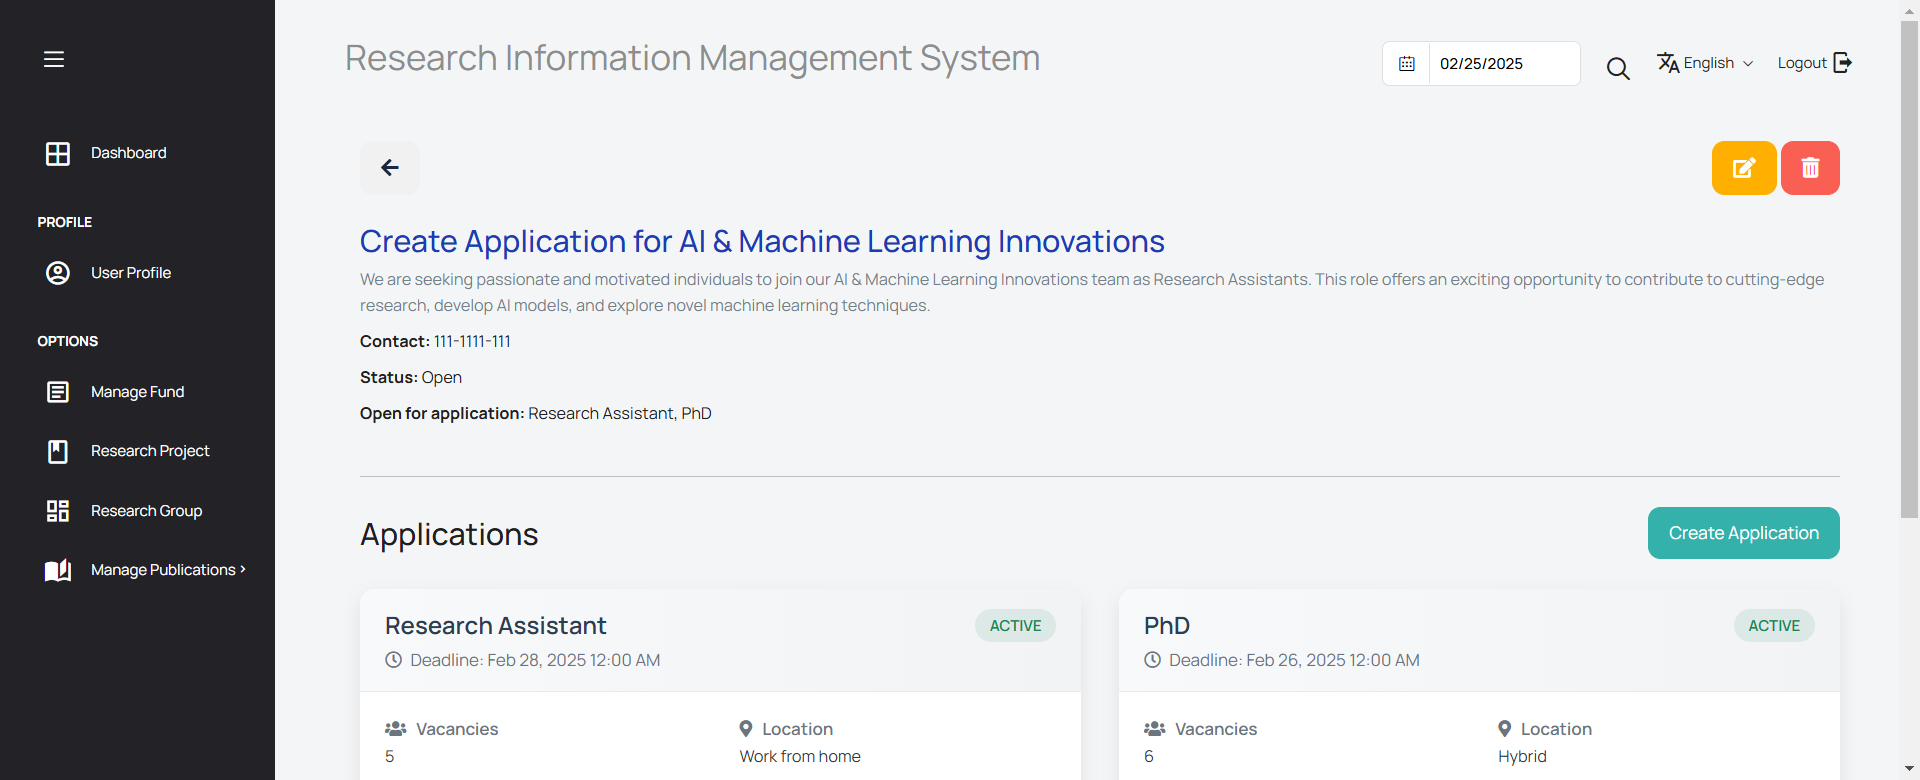 Research Information Management System
02/25/2025
English
Logout
Dashboard
PROFILE
User Profile
OPTIONS
Manage Fund
Research Project
Research Group
Manage Publications
Create Application for AI & Machine Learning Innovations
We are seeking passionate and motivated individuals to join our AI & Machine Learning Innovations team as Research Assistants. This role offers an exciting opportunity to contribute to cutting-edge
research, develop AI models, and explore novel machine learning techniques.
Contact: 111-1111-111
Status: Open
Open for application: Research Assistant, PhD
Applications
Create Application
Research Assistant
ACTIVE
Deadline: Feb 28, 2025 12:00 AM
Vacancies
5
Location
Work from home
PhD
ACTIVE
Deadline: Feb 26, 2025 12:00 AM
Vacancies
6
Location
Hybrid